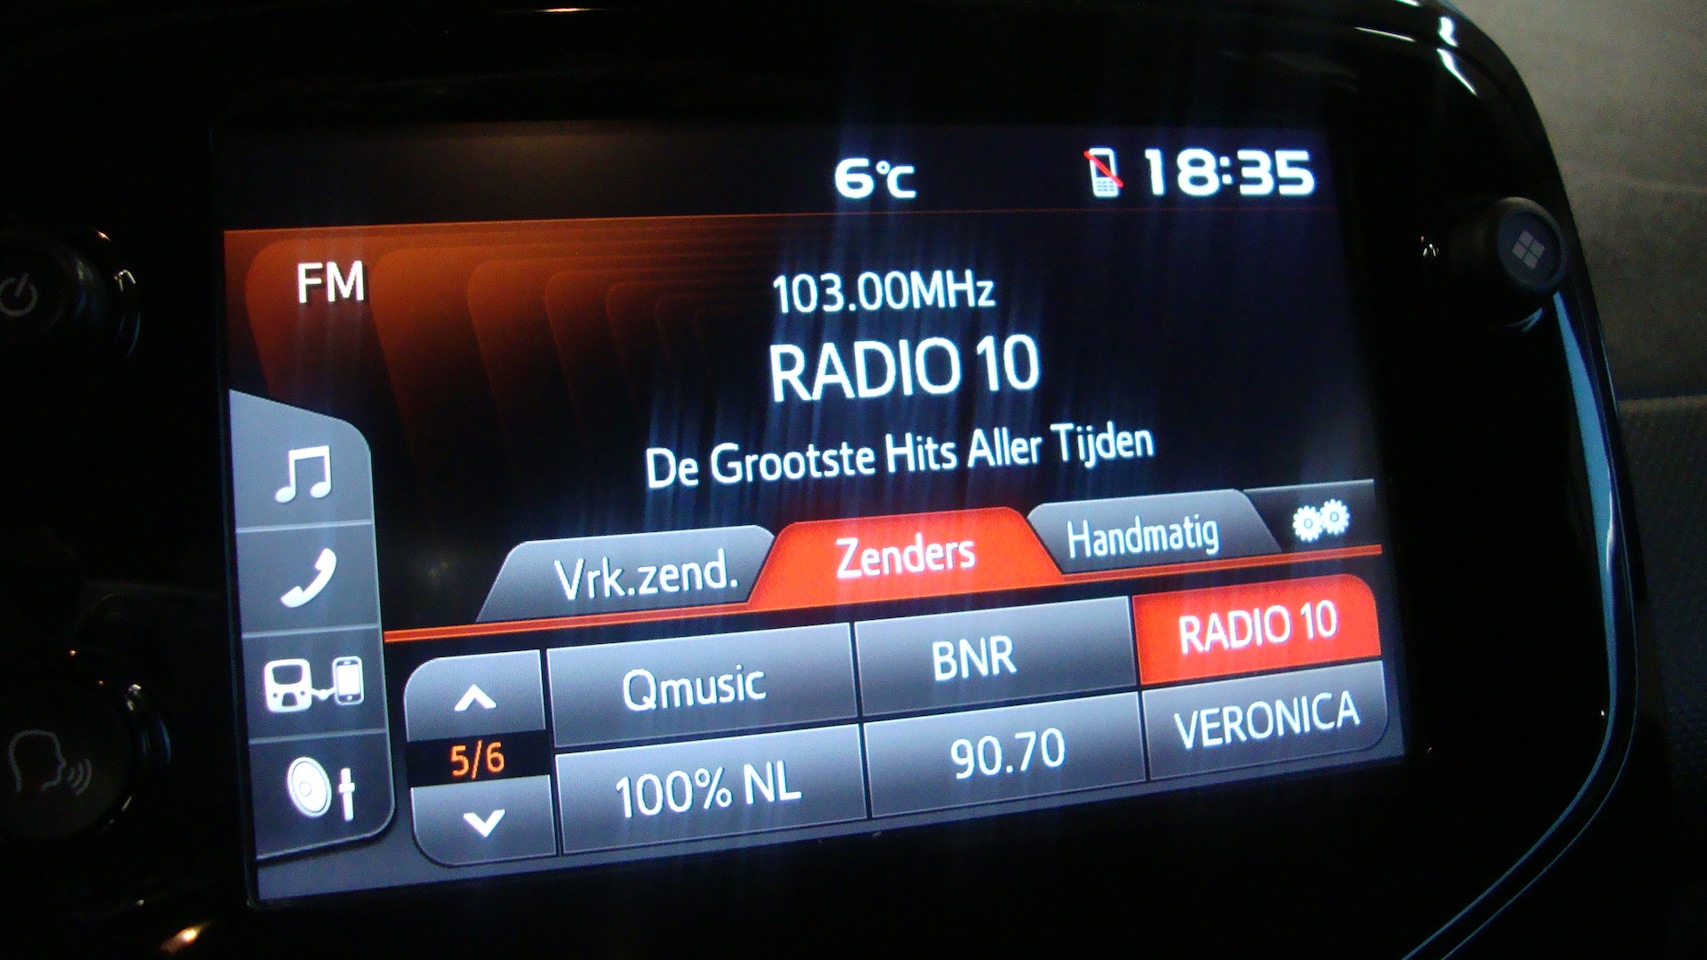 6°C 18:35
FM
103.00MHz
RADIO 10
De Grootste Hits Aller Tijden
Vrk.zend. Zenders Handmatig
Qmusic BNR RADIO 10
5/6
100% NL 90.70 VERONICA